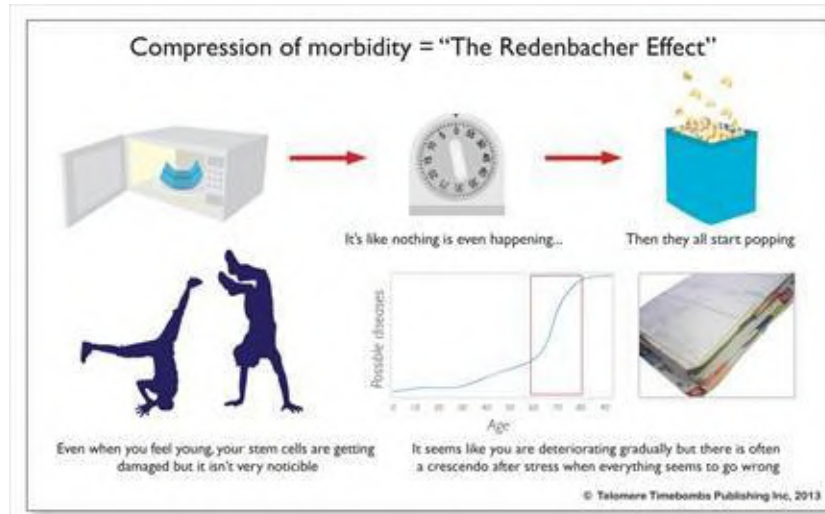 Compression of morbidity = “The Redenbacher Effect”
It's like nothing is even happening...
Then they all start popping
Possible diseases
Age
Even when you feel young, your stem cells are getting
damaged but it isn't very noticible
It seems like you are deteriorating gradually but there is often
a crescendo after stress when everything seems to go wrong
© Telomere Timebombs Publishing Inc, 2013